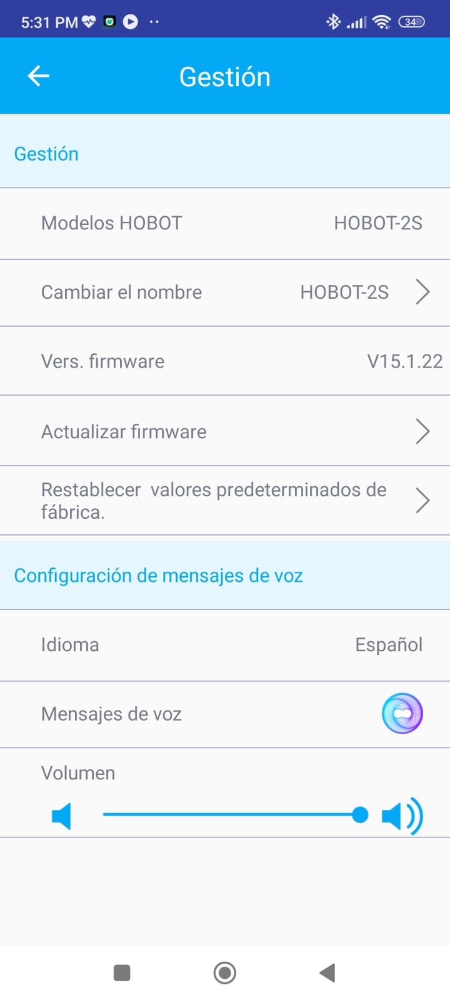 5:31 PM
34
Gestión
Gestión
Modelos HOBOT HOBOT-2S
Cambiar el nombre HOBOT-2S
Vers. firmware V15.1.22
Actualizar firmware
Restablecer  valores predeterminados de
fábrica.
Configuración de mensajes de voz
Idioma Español
Mensajes de voz
Volumen